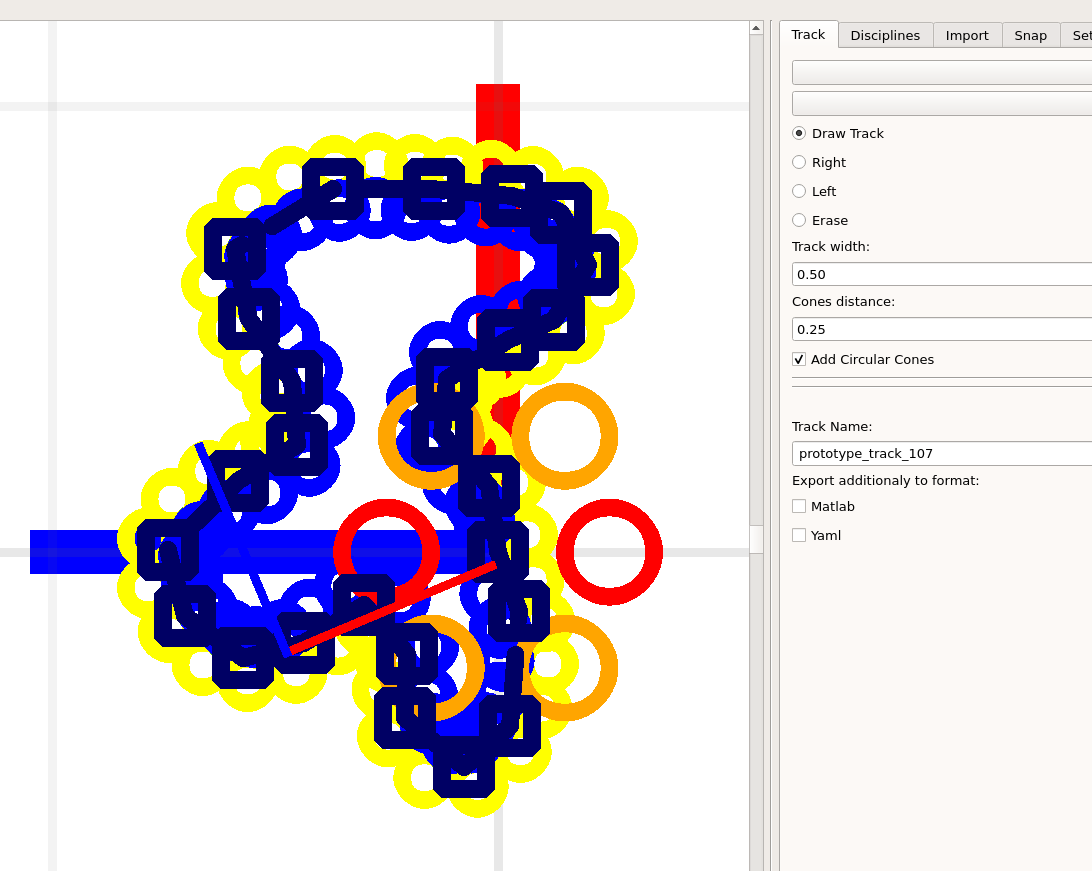 Track Disciplines Import Snap
Draw Track
Right
Left
Erase
Track width:
0.50
Cones distance:
0.25
Add Circular Cones
Track Name:
prototype_track_107
Export additionaly to format:
Matlab
Yaml